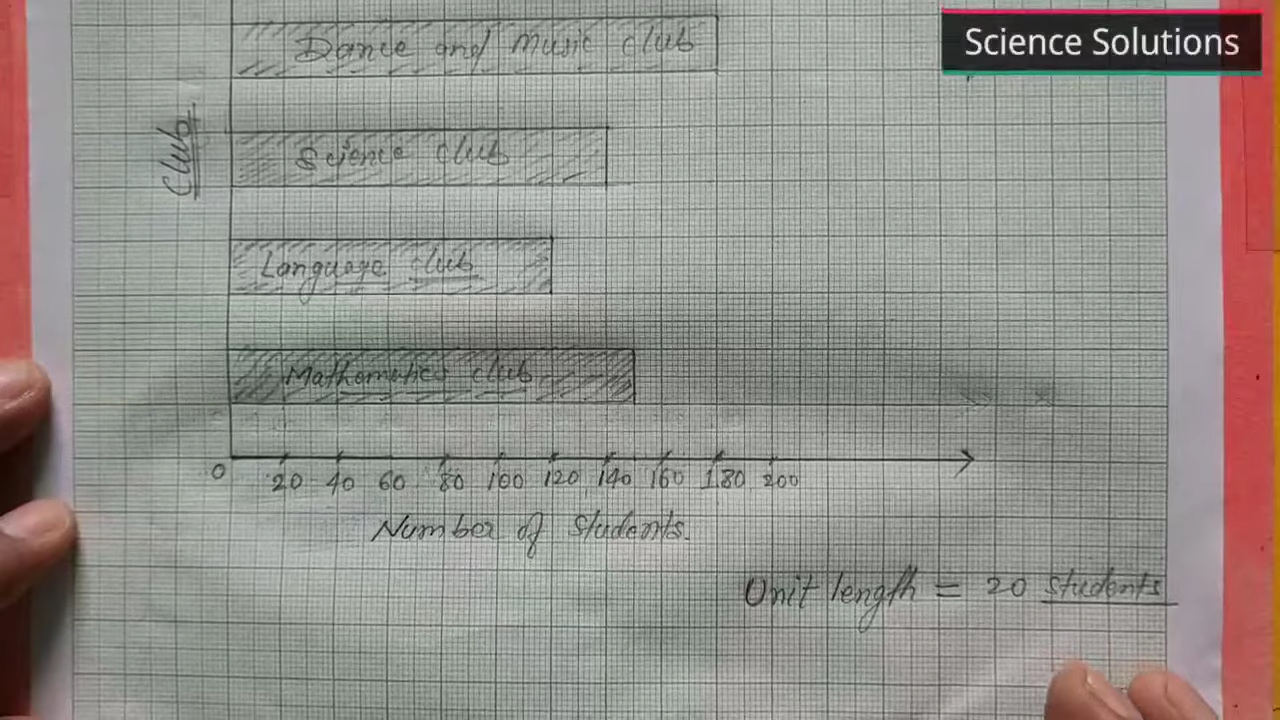 Science Solutions
Dance and Music club
Club
Science club
Language club
Mathematics club
0 20 40 60 80 100 120 140 160 180 200
Number of students.
Unit length = 20 students